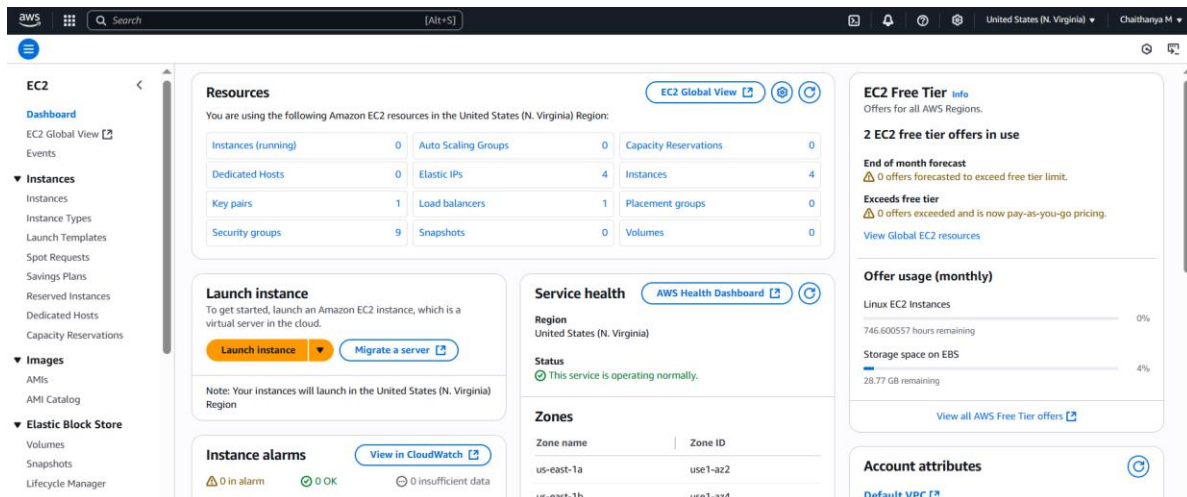 aws
Search
[Alt+S]
United States (N. Virginia)
Chaithanya M
EC2
Dashboard
EC2 Global View
Events
Instances
Instances
Instance Types
Launch Templates
Spot Requests
Savings Plans
Reserved Instances
Dedicated Hosts
Capacity Reservations
Images
AMIs
AMI Catalog
Elastic Block Store
Volumes
Snapshots
Lifecycle Manager
Resources
EC2 Global View
You are using the following Amazon EC2 resources in the United States (N. Virginia) Region:
Instances (running) 0 Auto Scaling Groups 0 Capacity Reservations 0
Dedicated Hosts 0 Elastic IPs 4 Instances 4
Key pairs 1 Load balancers 1 Placement groups 0
Security groups 9 Snapshots 0 Volumes 0
Launch instance
To get started, launch an Amazon EC2 instance, which is a
virtual server in the cloud.
Launch instance
Migrate a server
Note: Your instances will launch in the United States (N. Virginia)
Region
Instance alarms
View in CloudWatch
0 in alarm 0 OK 0 insufficient data
Service health
AWS Health Dashboard
Region
United States (N. Virginia)
Status
This service is operating normally.
Zones
Zone name Zone ID
us-east-1a use1-az2
us-east-1b use1-az4
EC2 Free Tier Info
Offers for all AWS Regions.
2 EC2 free tier offers in use
End of month forecast
0 offers forecasted to exceed free tier limit.
Exceeds free tier
0 offers exceeded and is now pay-as-you-go pricing.
View Global EC2 resources
Offer usage (monthly)
Linux EC2 Instances
0%
746.600557 hours remaining
Storage space on EBS
4%
28.77 GB remaining
View all AWS Free Tier offers
Account attributes
Default VPC